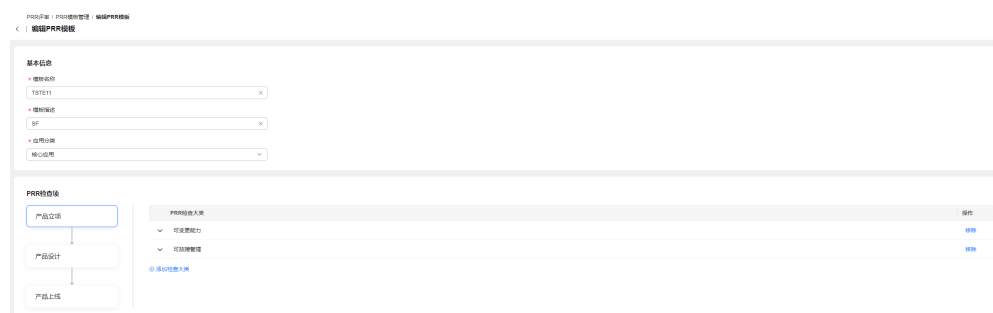 PRR评审 / PRR模板管理 / 编辑PRR模板
编辑PRR模板
基本信息
* 模板名称
TSTE11
* 模板描述
SF
* 应用分类
核心应用
PRR检查项
产品立项
产品设计
产品上线
PRR检查大类 操作
可变更能力 移除
可故障管理 移除
添加检查大类